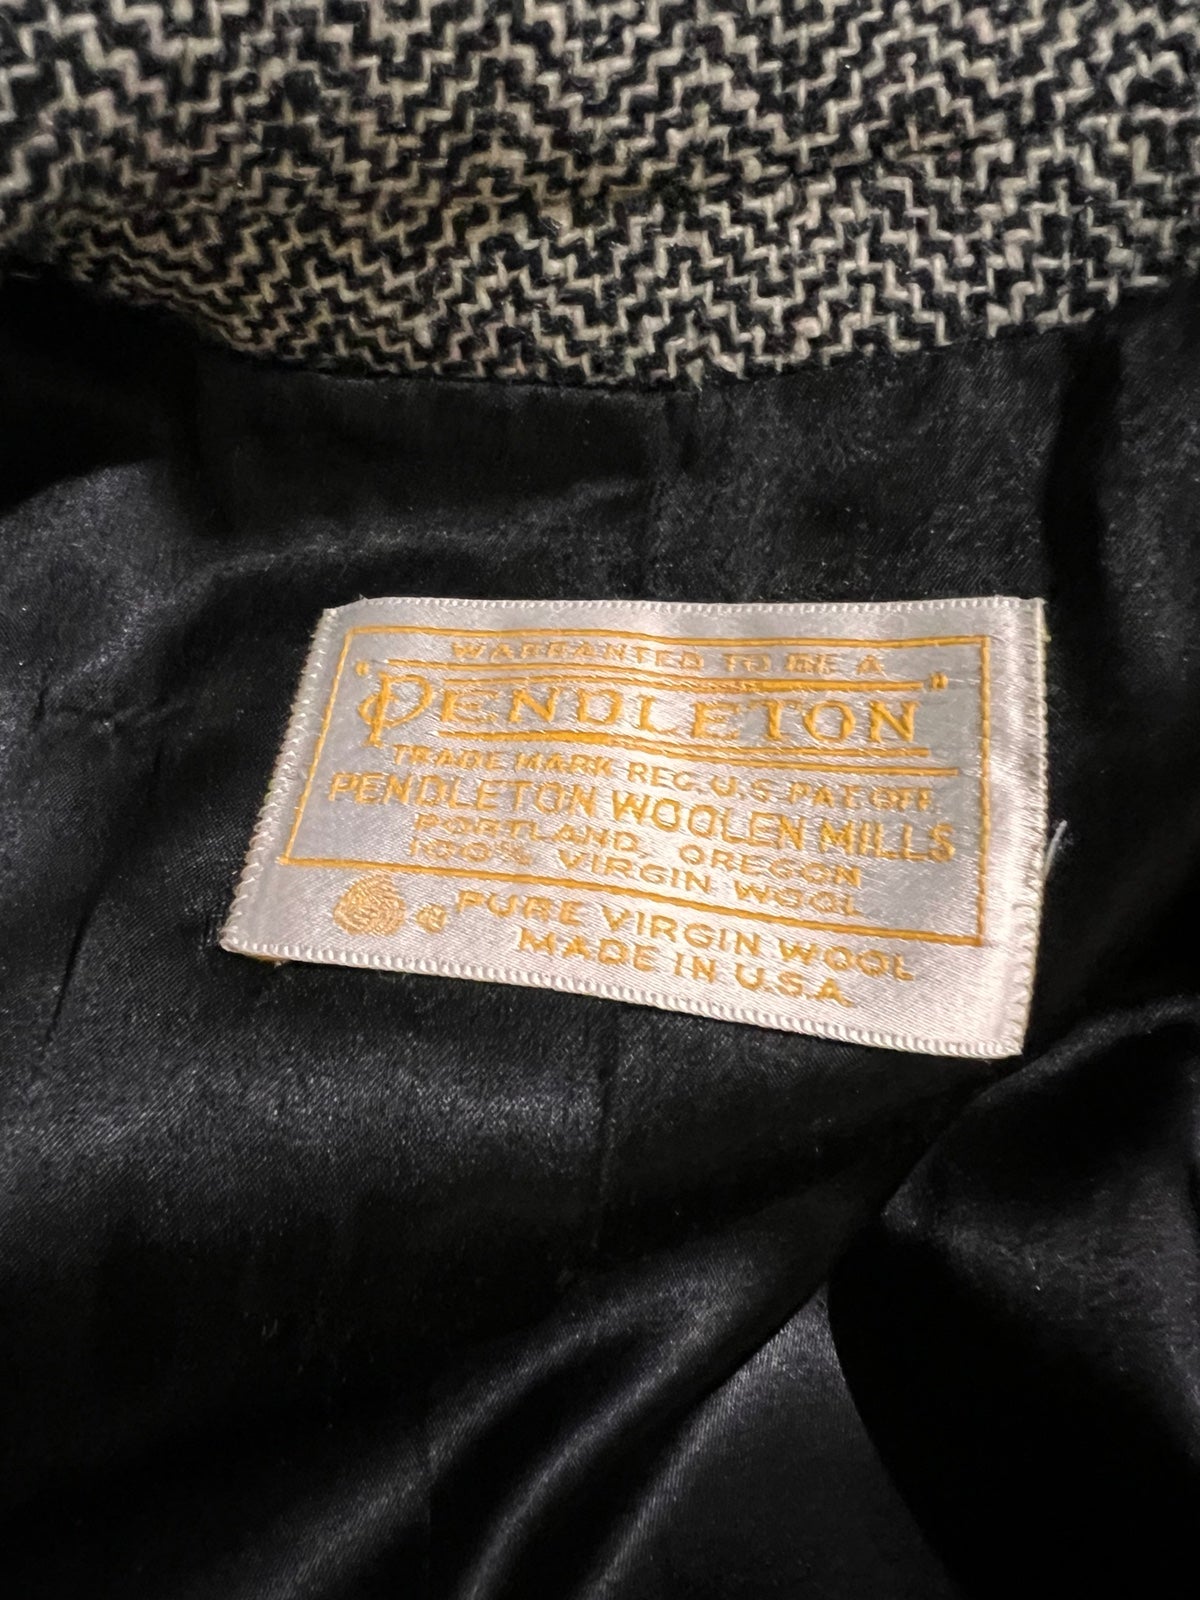 WARRANTED TO BE A
"PENDLETON"
TRADE MARK REG. U.S. PAT. OFF.
PENDLETON WOOLEN MILLS
PORTLAND, OREGON
100% VIRGIN WOOL
® PURE VIRGIN WOOL
MADE IN U.S.A.